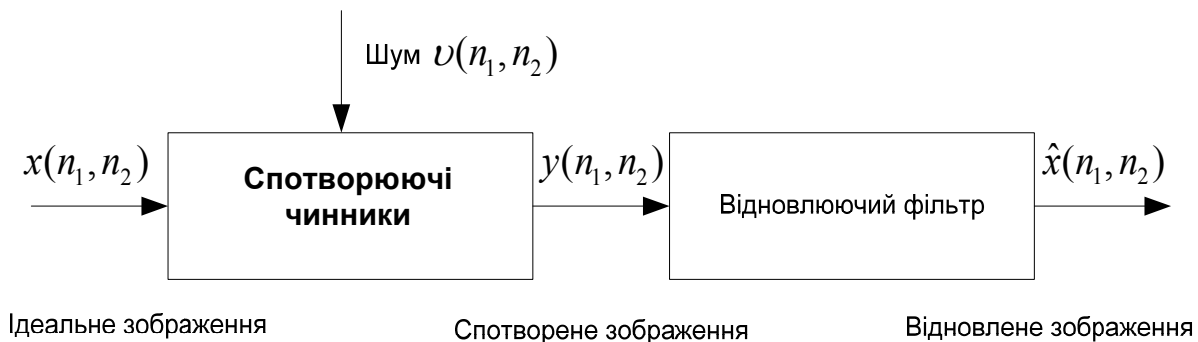 Шум υ(n₁,n₂)
x(n₁,n₂)
Спотворюючі
чинники
y(n₁,n₂)
Відновлюючий фільтр
x̂(n₁,n₂)
Ідеальне зображення
Спотворене зображення
Відновлене зображення